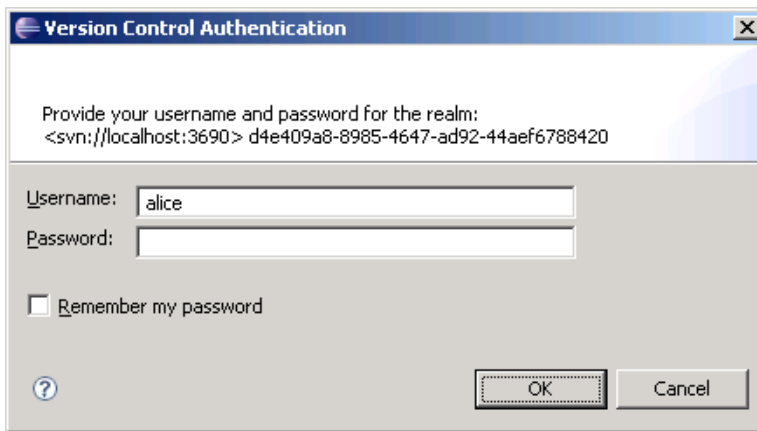 Version Control Authentication
Provide your username and password for the realm:
<svn://localhost:3690> d4e409a8-8985-4647-ad92-44aef6788420
Username: alice
Password:
Remember my password
OK Cancel